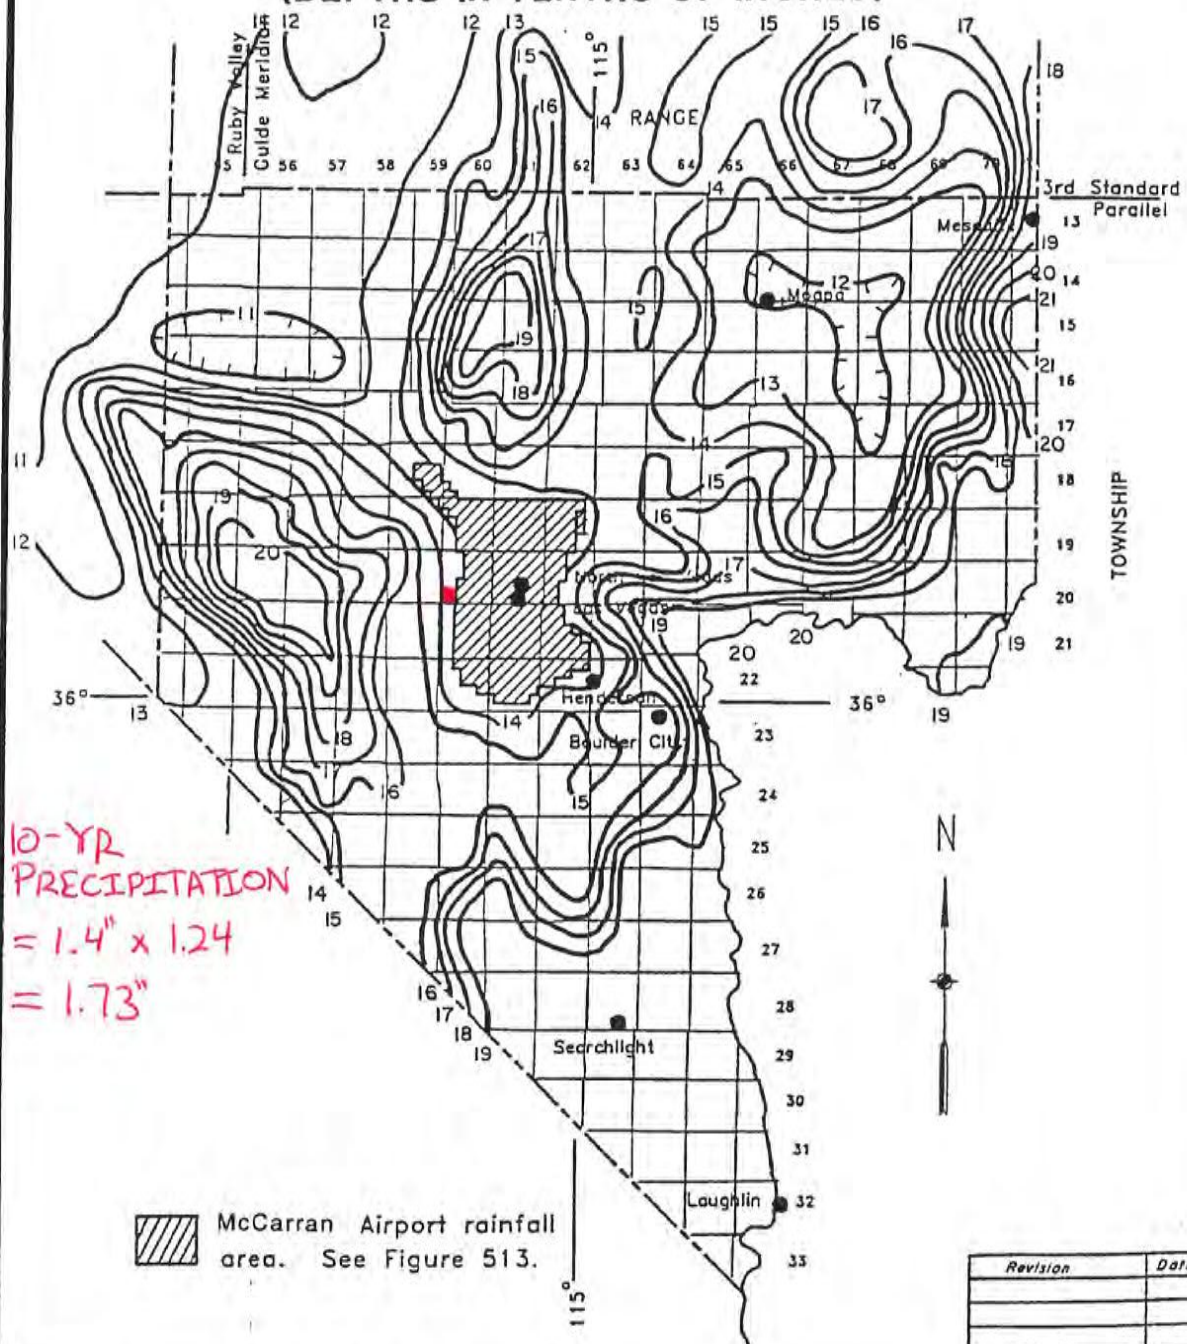 15 12 12 12 13 15 15 15 16 17
15 115° 16 18
Ruby Valley
Guide Meridian
16 14 RANGE 17
55 56 57 58 59 60 61 62 63 64 65 66 67 68 69 70
3rd Standard
Parallel
14
Mesquite 13
17 19
20 14
12 Moapa 21
11 15 15
19
21 16
18 13
17
14 20
11 18
15 18
19 16
12 20 17 19
North Las Vegas
20
Las Vegas
19 20 19 21
20
22
36° 36°
13 Henderson 19
14
18 Boulder City 23
16 15 24
N
10-YR
PRECIPITATION
= 1.4" x 1.24
= 1.73"
25
14 26
15
27
16
17 28
18
19 Searchlight 29
30
31
Laughlin 32
McCarran Airport rainfall
area. See Figure 513.
33
115°
TOWNSHIP
Revision